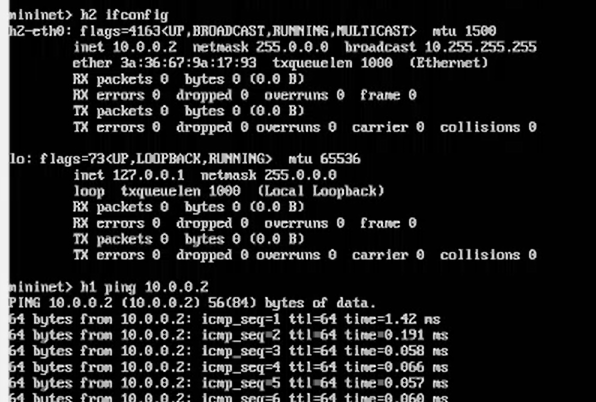 mininet> h2 ifconfig
h2-eth0: flags=4163<UP,BROADCAST,RUNNING,MULTICAST>  mtu 1500
        inet 10.0.0.2  netmask 255.0.0.0  broadcast 10.255.255.255
        ether 3a:36:67:9a:17:93  txqueuelen 1000  (Ethernet)
        RX packets 0  bytes 0 (0.0 B)
        RX errors 0  dropped 0  overruns 0  frame 0
        TX packets 0  bytes 0 (0.0 B)
        TX errors 0  dropped 0 overruns 0  carrier 0  collisions 0

lo: flags=73<UP,LOOPBACK,RUNNING>  mtu 65536
        inet 127.0.0.1  netmask 255.0.0.0
        loop  txqueuelen 1000  (Local Loopback)
        RX packets 0  bytes 0 (0.0 B)
        RX errors 0  dropped 0  overruns 0  frame 0
        TX packets 0  bytes 0 (0.0 B)
        TX errors 0  dropped 0 overruns 0  carrier 0  collisions 0

mininet> h1 ping 10.0.0.2
PING 10.0.0.2 (10.0.0.2) 56(84) bytes of data.
64 bytes from 10.0.0.2: icmp_seq=1 ttl=64 time=1.42 ms
64 bytes from 10.0.0.2: icmp_seq=2 ttl=64 time=0.191 ms
64 bytes from 10.0.0.2: icmp_seq=3 ttl=64 time=0.058 ms
64 bytes from 10.0.0.2: icmp_seq=4 ttl=64 time=0.066 ms
64 bytes from 10.0.0.2: icmp_seq=5 ttl=64 time=0.057 ms
64 bytes from 10.0.0.2: icmp_seq=6 ttl=64 time=0.060 ms